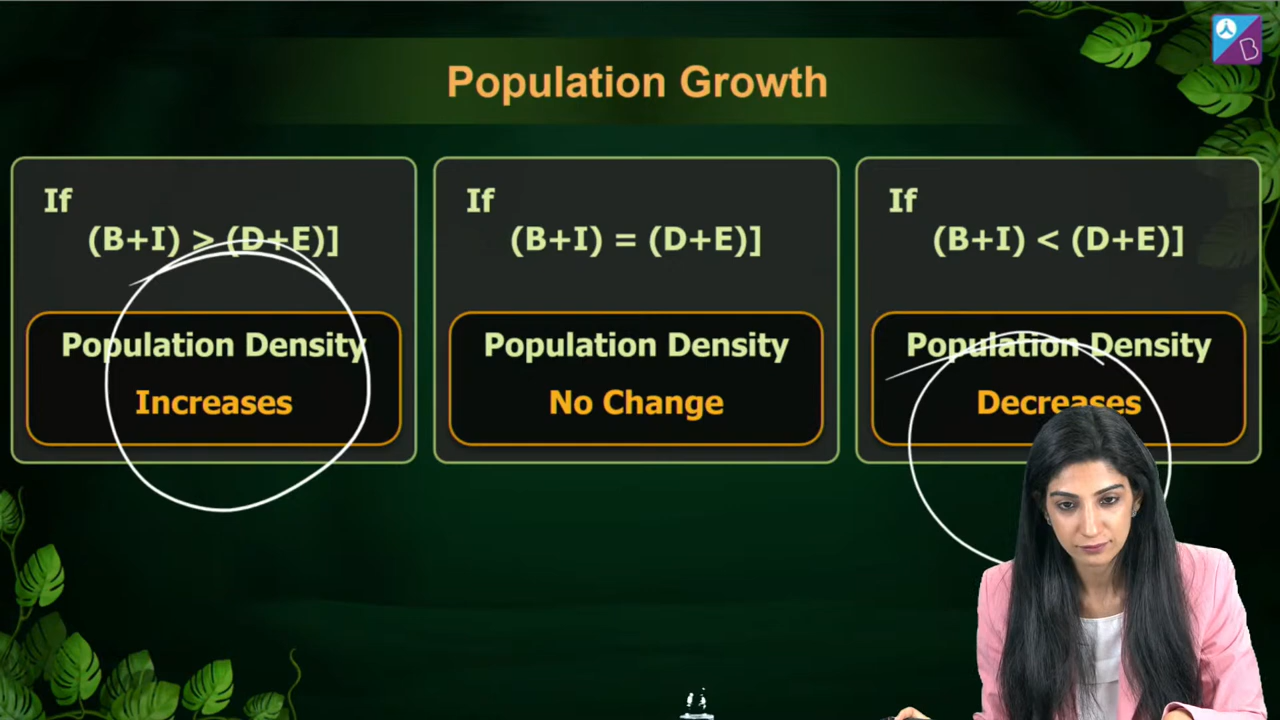 Population Growth
If
(B+I) > (D+E)]
Population Density
Increases
If
(B+I) = (D+E)]
Population Density
No Change
If
(B+I) < (D+E)]
Population Density
Decreases
B